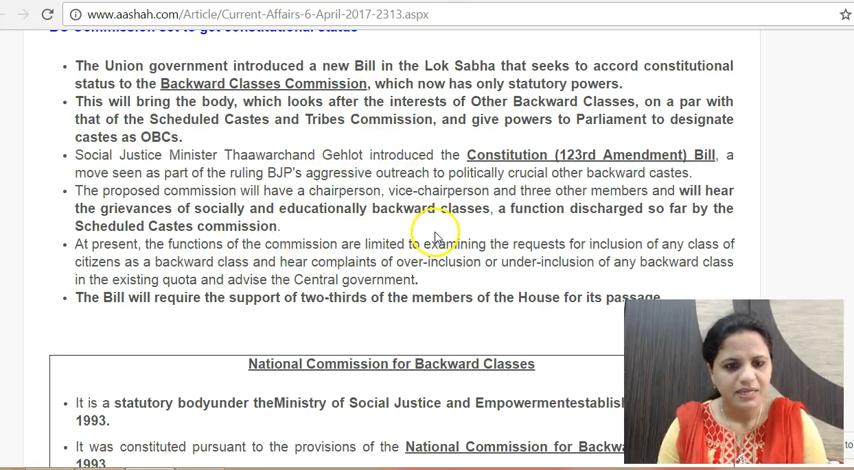 www.aashah.com/Article/Current-Affairs-6-April-2017-2313.aspx
BC Commission set to get constitutional status
The Union government introduced a new Bill in the Lok Sabha that seeks to accord constitutional
status to the Backward Classes Commission, which now has only statutory powers.
This will bring the body, which looks after the interests of Other Backward Classes, on a par with
that of the Scheduled Castes and Tribes Commission, and give powers to Parliament to designate
castes as OBCs.
Social Justice Minister Thaawarchand Gehlot introduced the Constitution (123rd Amendment) Bill, a
move seen as part of the ruling BJP's aggressive outreach to politically crucial other backward castes.
The proposed commission will have a chairperson, vice-chairperson and three other members and will hear
the grievances of socially and educationally backward classes, a function discharged so far by the
Scheduled Castes commission.
At present, the functions of the commission are limited to examining the requests for inclusion of any class of
citizens as a backward class and hear complaints of over-inclusion or under-inclusion of any backward class
in the existing quota and advise the Central government.
The Bill will require the support of two-thirds of the members of the House for its passage.
National Commission for Backward Classes
It is a statutory bodyunder theMinistry of Social Justice and Empowermentestablis
1993.
It was constituted pursuant to the provisions of the National Commission for Backwa
1993
to